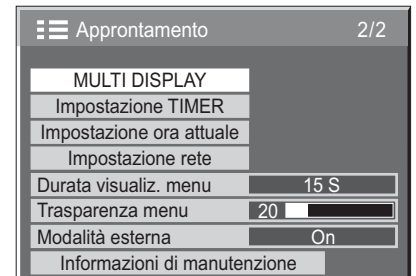 Approntamento 2/2
MULTI DISPLAY
Impostazione TIMER
Impostazione ora attuale
Impostazione rete
Durata visualiz. menu 15 S
Trasparenza menu 20
Modalità esterna On
Informazioni di manutenzione